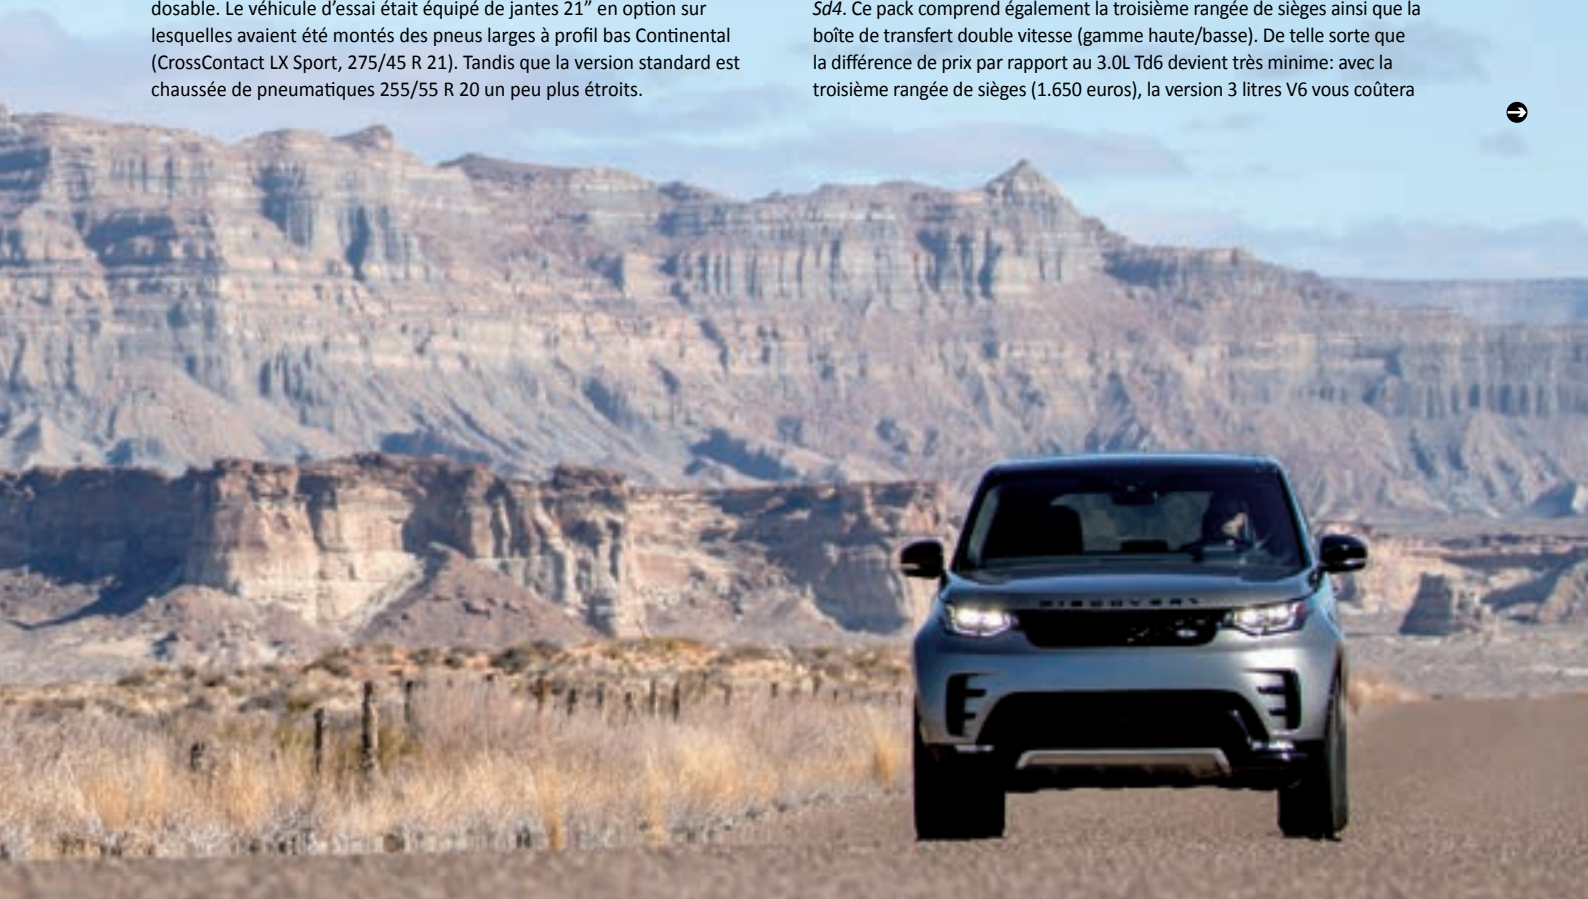 dosable. Le véhicule d’essai était équipé de jantes 21” en option sur
lesquelles avaient été montés des pneus larges à profil bas Continental
(CrossContact LX Sport, 275/45 R 21). Tandis que la version standard est
chaussée de pneumatiques 255/55 R 20 un peu plus étroits.
Sd4. Ce pack comprend également la troisième rangée de sièges ainsi que la
boîte de transfert double vitesse (gamme haute/basse). De telle sorte que
la différence de prix par rapport au 3.0L Td6 devient très minime: avec la
troisième rangée de sièges (1.650 euros), la version 3 litres V6 vous coûtera
DISCOVERY